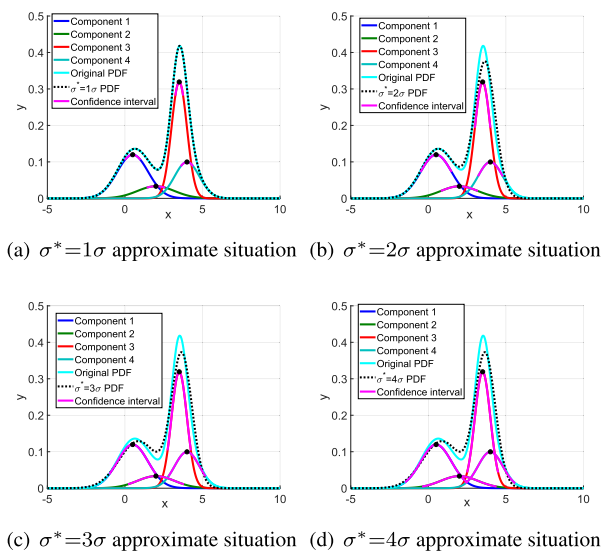 0.5
0.4
0.3
0.2
0.1
0
y
-5
0
5
10
x
Component 1
Component 2
Component 3
Component 4
Original PDF
σ*=1σ PDF
Confidence interval
(a) σ*=1σ approximate situation
0.5
0.4
0.3
0.2
0.1
0
y
-5
0
5
10
x
Component 1
Component 2
Component 3
Component 4
Original PDF
σ*=2σ PDF
Confidence interval
(b) σ*=2σ approximate situation
0.5
0.4
0.3
0.2
0.1
0
y
-5
0
5
10
x
Component 1
Component 2
Component 3
Component 4
Original PDF
σ*=3σ PDF
Confidence interval
(c) σ*=3σ approximate situation
0.5
0.4
0.3
0.2
0.1
0
y
-5
0
5
10
x
Component 1
Component 2
Component 3
Component 4
Original PDF
σ*=4σ PDF
Confidence interval
(d) σ*=4σ approximate situation